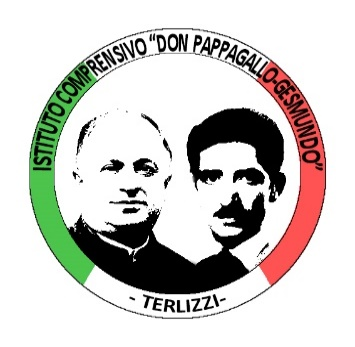 ISTITUTO COMPRENSIVO "DON PAPPAGALLO-GESMUNDO"
- TERLIZZI-